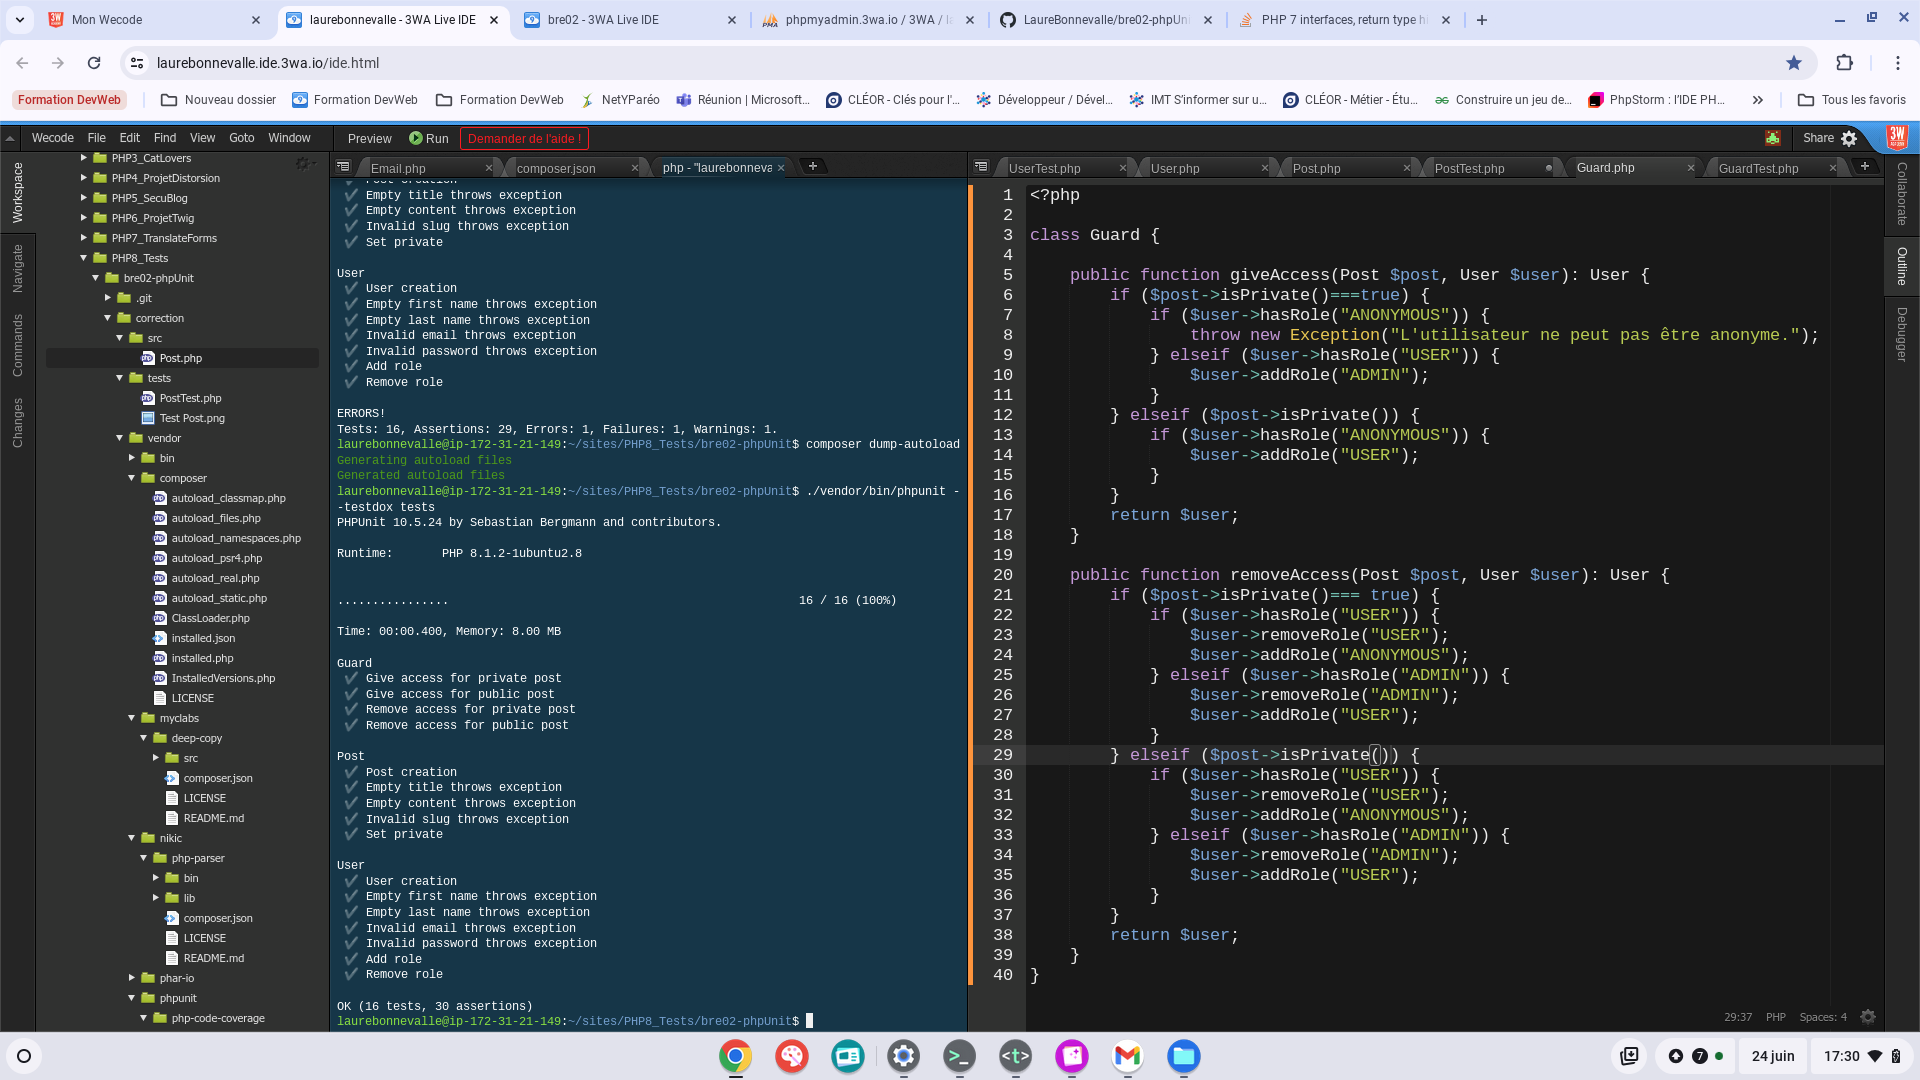 Mon Wecode
laurebonnevalle - 3WA Live IDE
bre02 - 3WA Live IDE
phpmyadmin.3wa.io / 3WA / la
LaureBonnevalle/bre02-phpUni
PHP 7 interfaces, return type hi
laurebonnevalle.ide.3wa.io/ide.html
Formation DevWeb
Nouveau dossier
Formation DevWeb
Formation DevWeb
NetYParéo
Réunion | Microsoft...
CLÉOR - Clés pour l'...
Développeur / Dével...
IMT S'informer sur u...
CLÉOR - Métier - Étu...
Construire un jeu de...
PhpStorm : l'IDE PH...
Tous les favoris
Wecode File Edit Find View Goto Window
Preview Run Demander de l'aide !
Share
Workspace
Navigate
Commands
Changes
PHP3_CatLovers
PHP4_ProjetDistorsion
PHP5_SecuBlog
PHP6_ProjetTwig
PHP7_TranslateForms
PHP8_Tests
bre02-phpUnit
.git
correction
src
Post.php
tests
PostTest.php
Test Post.png
vendor
bin
composer
autoload_classmap.php
autoload_files.php
autoload_namespaces.php
autoload_psr4.php
autoload_real.php
autoload_static.php
ClassLoader.php
installed.json
installed.php
InstalledVersions.php
LICENSE
myclabs
deep-copy
src
composer.json
LICENSE
README.md
nikic
php-parser
bin
lib
composer.json
LICENSE
README.md
phar-io
phpunit
php-code-coverage
Email.php
composer.json
php - "laurebonneva
✔ Post creation
✔ Empty title throws exception
✔ Empty content throws exception
✔ Invalid slug throws exception
✔ Set private
User
✔ User creation
✔ Empty first name throws exception
✔ Empty last name throws exception
✔ Invalid email throws exception
✔ Invalid password throws exception
✔ Add role
✔ Remove role
ERRORS!
Tests: 16, Assertions: 29, Errors: 1, Failures: 1, Warnings: 1.
laurebonnevalle@ip-172-31-21-149:~/sites/PHP8_Tests/bre02-phpUnit$ composer dump-autoload
Generating autoload files
Generated autoload files
laurebonnevalle@ip-172-31-21-149:~/sites/PHP8_Tests/bre02-phpUnit$ ./vendor/bin/phpunit -
-testdox tests
PHPUnit 10.5.24 by Sebastian Bergmann and contributors.
Runtime: PHP 8.1.2-1ubuntu2.8
................ 16 / 16 (100%)
Time: 00:00.400, Memory: 8.00 MB
Guard
✔ Give access for private post
✔ Give access for public post
✔ Remove access for private post
✔ Remove access for public post
Post
✔ Post creation
✔ Empty title throws exception
✔ Empty content throws exception
✔ Invalid slug throws exception
✔ Set private
User
✔ User creation
✔ Empty first name throws exception
✔ Empty last name throws exception
✔ Invalid email throws exception
✔ Invalid password throws exception
✔ Add role
✔ Remove role
OK (16 tests, 30 assertions)
laurebonnevalle@ip-172-31-21-149:~/sites/PHP8_Tests/bre02-phpUnit$
UserTest.php
User.php
Post.php
PostTest.php
Guard.php
GuardTest.php
1 <?php
2
3 class Guard {
4
5 public function giveAccess(Post $post, User $user): User {
6 if ($post->isPrivate()===true) {
7 if ($user->hasRole("ANONYMOUS")) {
8 throw new Exception("L'utilisateur ne peut pas être anonyme.");
9 } elseif ($user->hasRole("USER")) {
10 $user->addRole("ADMIN");
11 }
12 } elseif ($post->isPrivate()) {
13 if ($user->hasRole("ANONYMOUS")) {
14 $user->addRole("USER");
15 }
16 }
17 return $user;
18 }
19
20 public function removeAccess(Post $post, User $user): User {
21 if ($post->isPrivate()=== true) {
22 if ($user->hasRole("USER")) {
23 $user->removeRole("USER");
24 $user->addRole("ANONYMOUS");
25 } elseif ($user->hasRole("ADMIN")) {
26 $user->removeRole("ADMIN");
27 $user->addRole("USER");
28 }
29 } elseif ($post->isPrivate()) {
30 if ($user->hasRole("USER")) {
31 $user->removeRole("USER");
32 $user->addRole("ANONYMOUS");
33 } elseif ($user->hasRole("ADMIN")) {
34 $user->removeRole("ADMIN");
35 $user->addRole("USER");
36 }
37 }
38 return $user;
39 }
40 }
29:37 PHP Spaces: 4
Collaborate
Outline
Debugger
7
24 juin
17:30